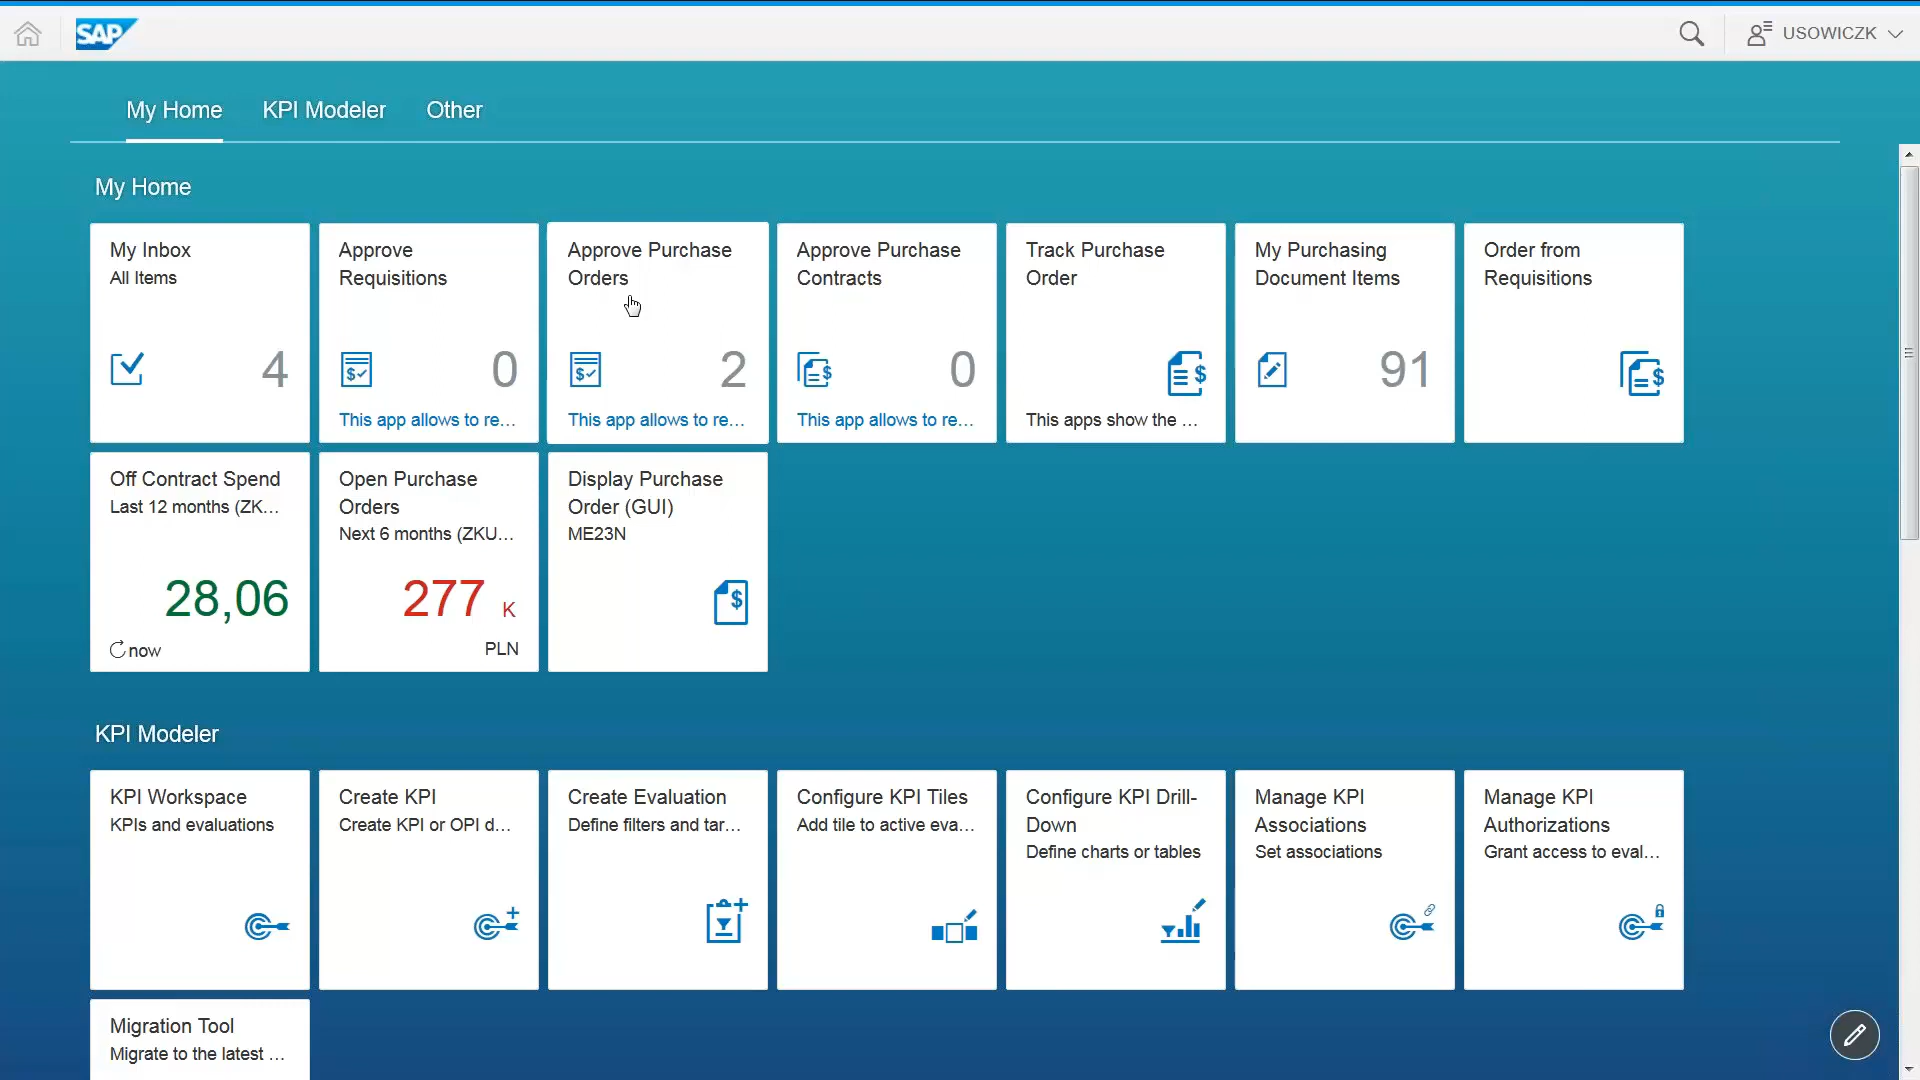 SAP
USOWICZK
My Home KPI Modeler Other
My Home
My Inbox
All Items
4
Approve
Requisitions
0
This app allows to re...
Approve Purchase
Orders
2
This app allows to re...
Approve Purchase
Contracts
0
This app allows to re...
Track Purchase
Order
This apps show the ...
My Purchasing
Document Items
91
Order from
Requisitions
Off Contract Spend
Last 12 months (ZK...
28,06
now
Open Purchase
Orders
Next 6 months (ZKU...
277 K
PLN
Display Purchase
Order (GUI)
ME23N
KPI Modeler
KPI Workspace
KPIs and evaluations
Create KPI
Create KPI or OPI d...
Create Evaluation
Define filters and tar...
Configure KPI Tiles
Add tile to active eva...
Configure KPI Drill-
Down
Define charts or tables
Manage KPI
Associations
Set associations
Manage KPI
Authorizations
Grant access to eval...
Migration Tool
Migrate to the latest ...